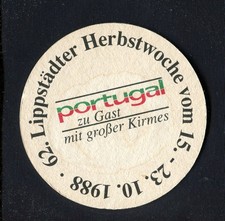 62. Lippstädter Herbstwoche vom 15. - 23. 10. 1988 ·
portugal
zu Gast
mit großer Kirmes